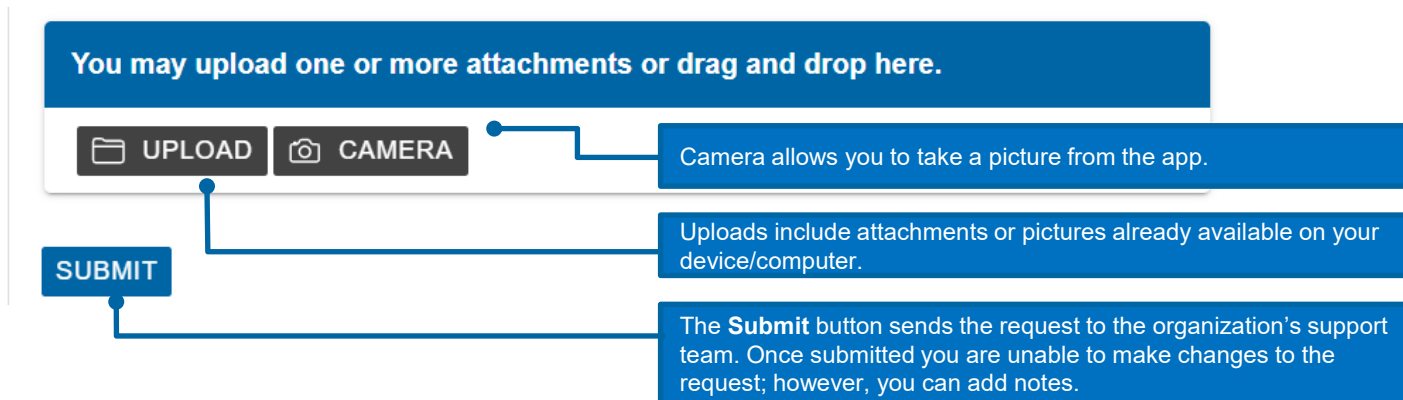 You may upload one or more attachments or drag and drop here.
UPLOAD CAMERA
Camera allows you to take a picture from the app.
Uploads include attachments or pictures already available on your
device/computer.
SUBMIT
The Submit button sends the request to the organization’s support
team. Once submitted you are unable to make changes to the
request; however, you can add notes.